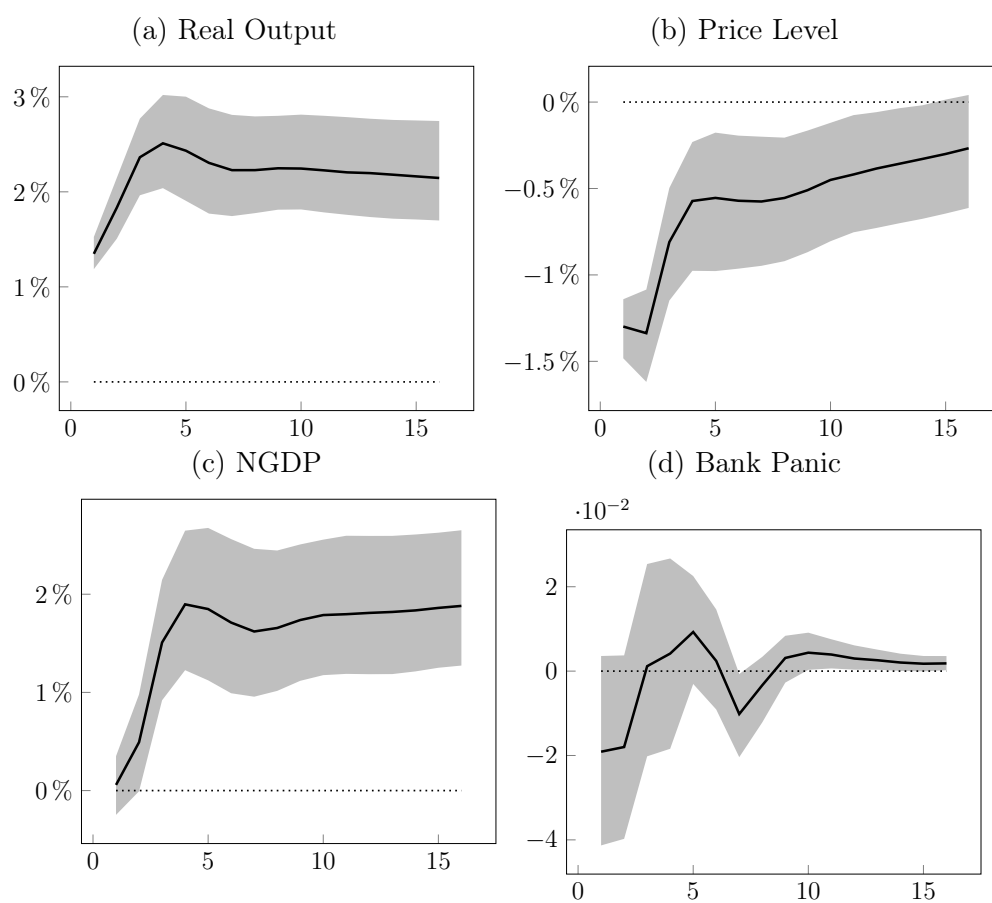 (a) Real Output
3 %
2 %
1 %
0 %
0 5 10 15
(b) Price Level
0 %
−0.5 %
−1 %
−1.5 %
0 5 10 15
(c) NGDP
2 %
1 %
0 %
0 5 10 15
(d) Bank Panic
·10⁻²
2
0
−2
−4
0 5 10 15